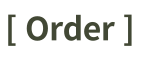 [ Order ]